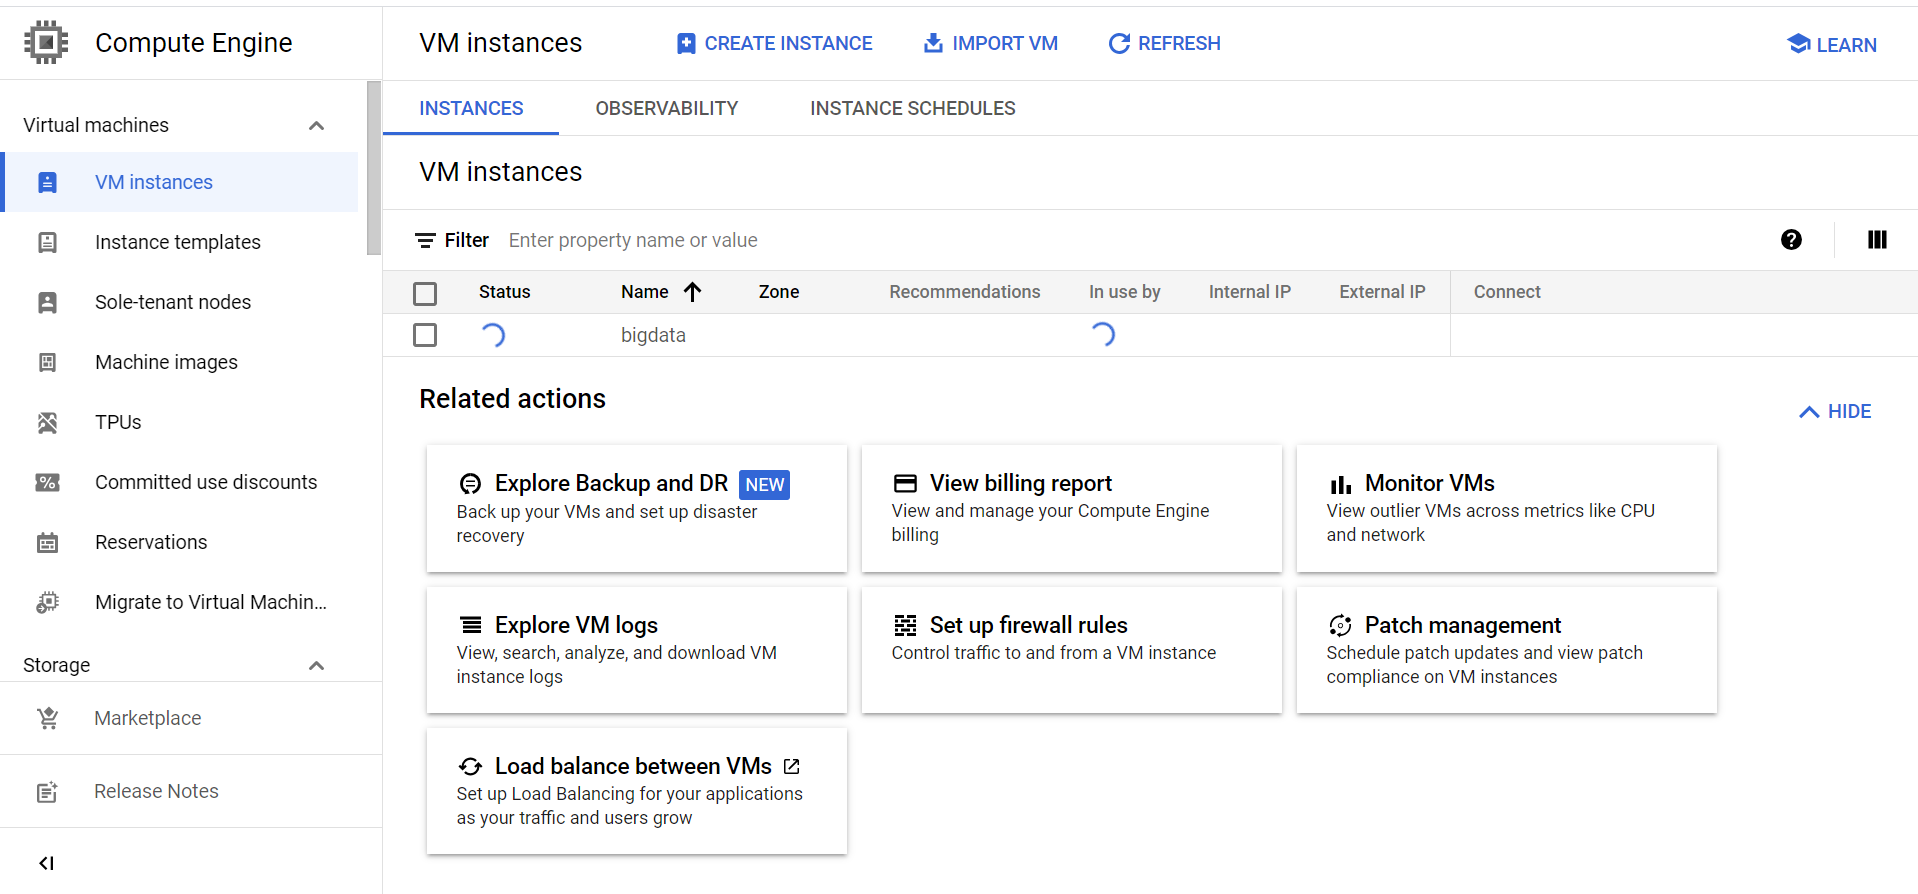 Compute Engine
VM instances
CREATE INSTANCE
IMPORT VM
REFRESH
LEARN
Virtual machines
VM instances
Instance templates
Sole-tenant nodes
Machine images
TPUs
Committed use discounts
Reservations
Migrate to Virtual Machin...
Storage
Marketplace
Release Notes
INSTANCES
OBSERVABILITY
INSTANCE SCHEDULES
VM instances
Filter Enter property name or value
Status Name Zone Recommendations In use by Internal IP External IP Connect
bigdata
Related actions
HIDE
Explore Backup and DR NEW
Back up your VMs and set up disaster
recovery
View billing report
View and manage your Compute Engine
billing
Monitor VMs
View outlier VMs across metrics like CPU
and network
Explore VM logs
View, search, analyze, and download VM
instance logs
Set up firewall rules
Control traffic to and from a VM instance
Patch management
Schedule patch updates and view patch
compliance on VM instances
Load balance between VMs
Set up Load Balancing for your applications
as your traffic and users grow